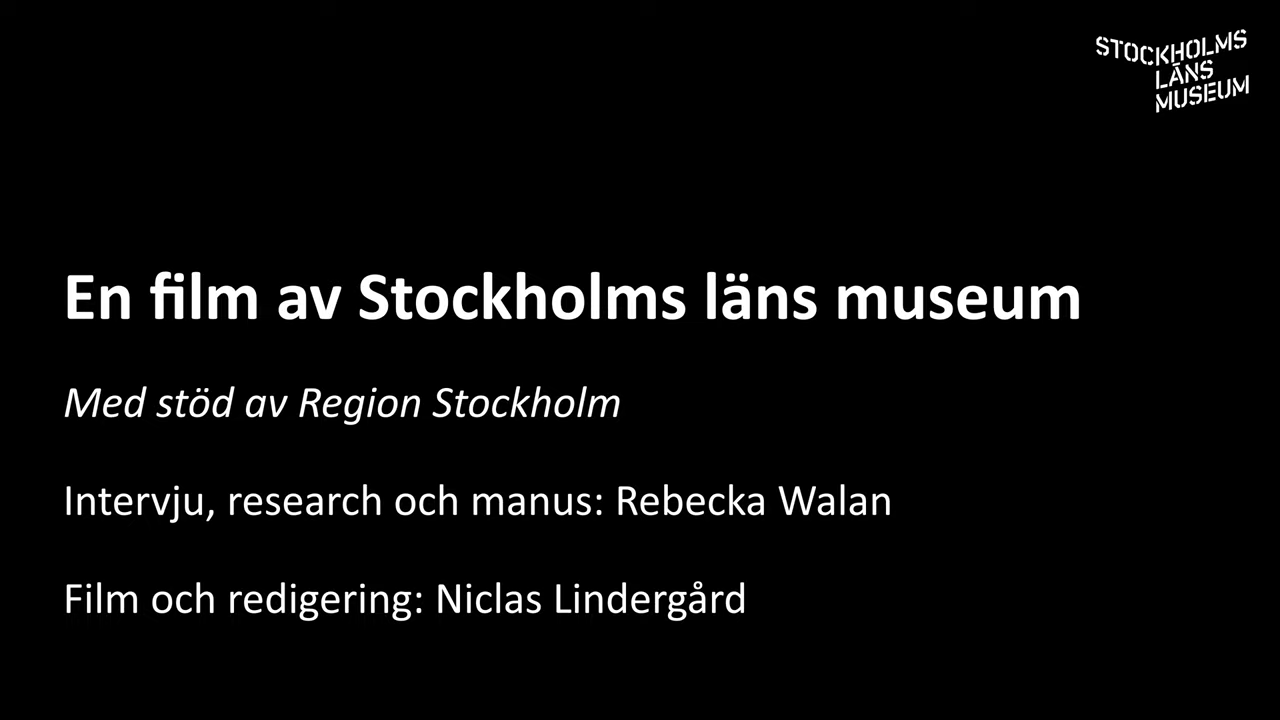 STOCKHOLMS
LÄNS
MUSEUM
En film av Stockholms läns museum
Med stöd av Region Stockholm
Intervju, research och manus: Rebecka Walan
Film och redigering: Niclas Lindergård